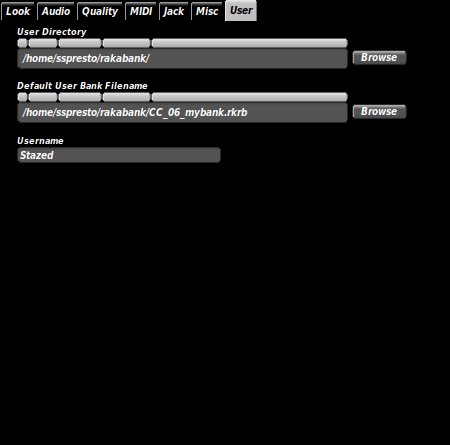 Look Audio Quality MIDI Jack Misc User
User Directory
/home/sspresto/rakabank/ Browse
Default User Bank Filename
/home/sspresto/rakabank/CC_06_mybank.rkrb Browse
Username
Stazed